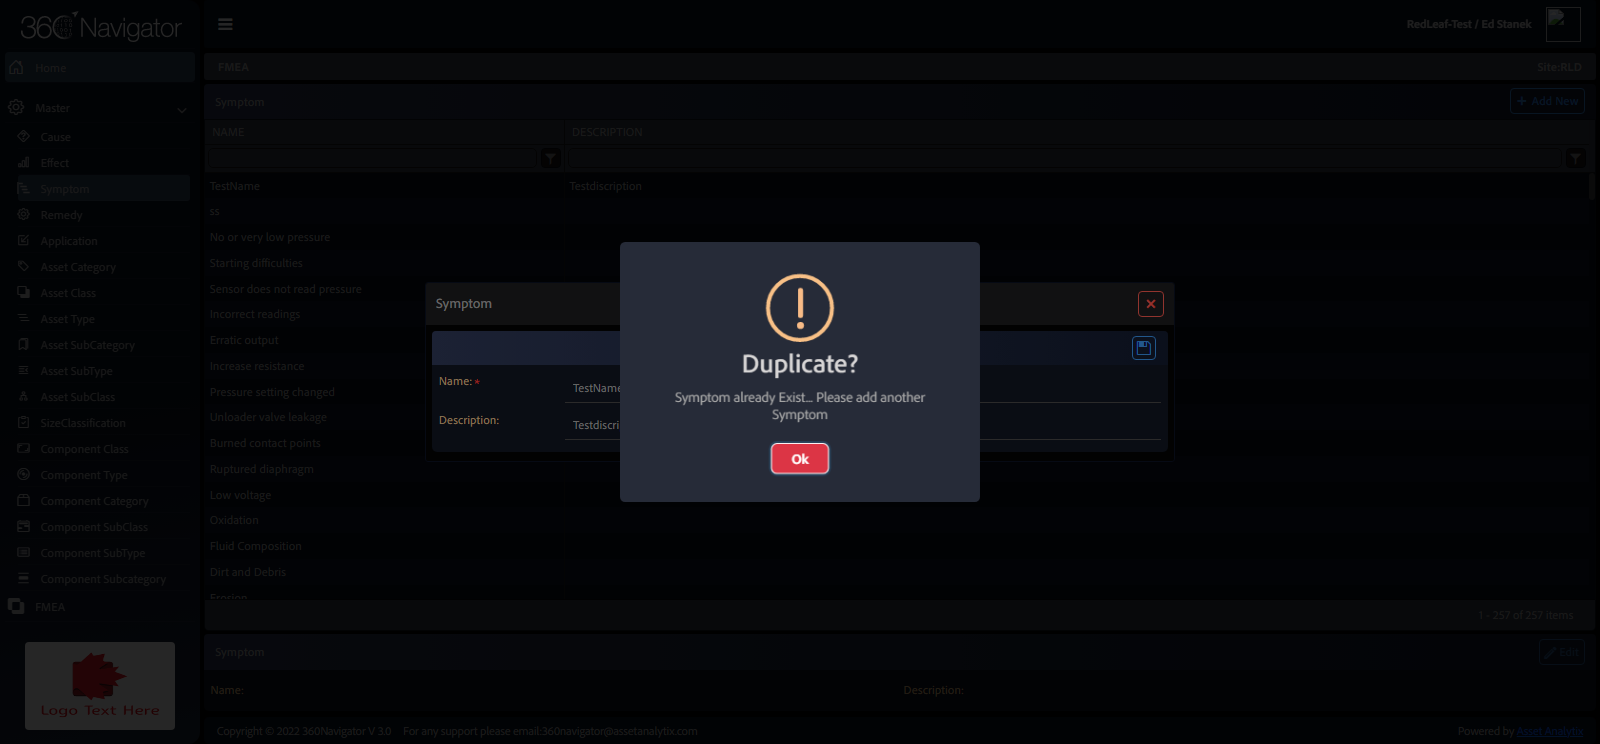 360 Navigator
RedLeaf-Test / Ed Stanek
Home
FMEA
Site:RLD
Master
Symptom
+ Add New
Cause
NAME
DESCRIPTION
Effect
Symptom
TestName
Testdiscription
Remedy
ss
Application
No or very low pressure
Asset Category
Starting difficulties
Asset Class
Sensor does not read pressure
Asset Type
Incorrect readings
Asset SubCategory
Erratic output
Asset SubType
Increase resistance
Asset SubClass
Pressure setting changed
SizeClassification
Unloader valve leakage
Component Class
Burned contact points
Component Type
Ruptured diaphragm
Component Category
Low voltage
Component SubClass
Oxidation
Component SubType
Fluid Composition
Component Subcategory
Dirt and Debris
Erosion
FMEA
1 - 257 of 257 items
Symptom
Name: *
TestName
Description:
Testdiscri
Duplicate?
Symptom already Exist... Please add another
Symptom
Ok
Symptom
Edit
Name:
Description:
Logo Text Here
Copyright © 2022 360Navigator V 3.0
For any support please email:360navigator@assetanalytix.com
Powered by Asset Analytix